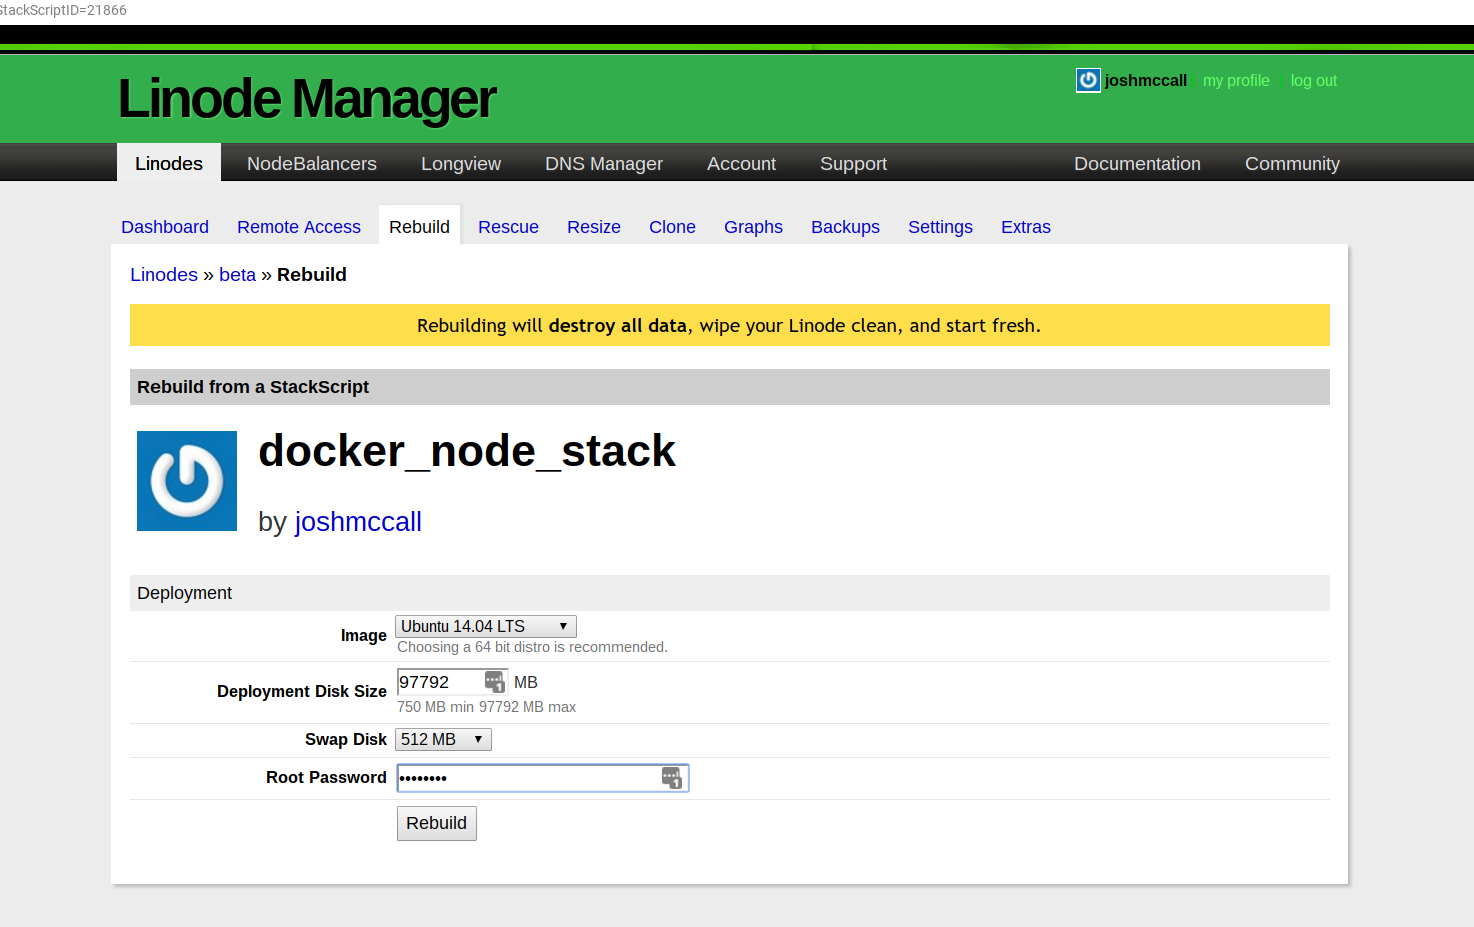 StackScriptID=21866
Linode Manager
joshmccall | my profile | log out
Linodes NodeBalancers Longview DNS Manager Account Support Documentation Community
Dashboard Remote Access Rebuild Rescue Resize Clone Graphs Backups Settings Extras
Linodes » beta » Rebuild
Rebuilding will destroy all data, wipe your Linode clean, and start fresh.
Rebuild from a StackScript
docker_node_stack
by joshmccall
Deployment
Image Ubuntu 14.04 LTS
Choosing a 64 bit distro is recommended.
Deployment Disk Size 97792 1 MB
750 MB min 97792 MB max
Swap Disk 512 MB
Root Password •••••••• 1
Rebuild